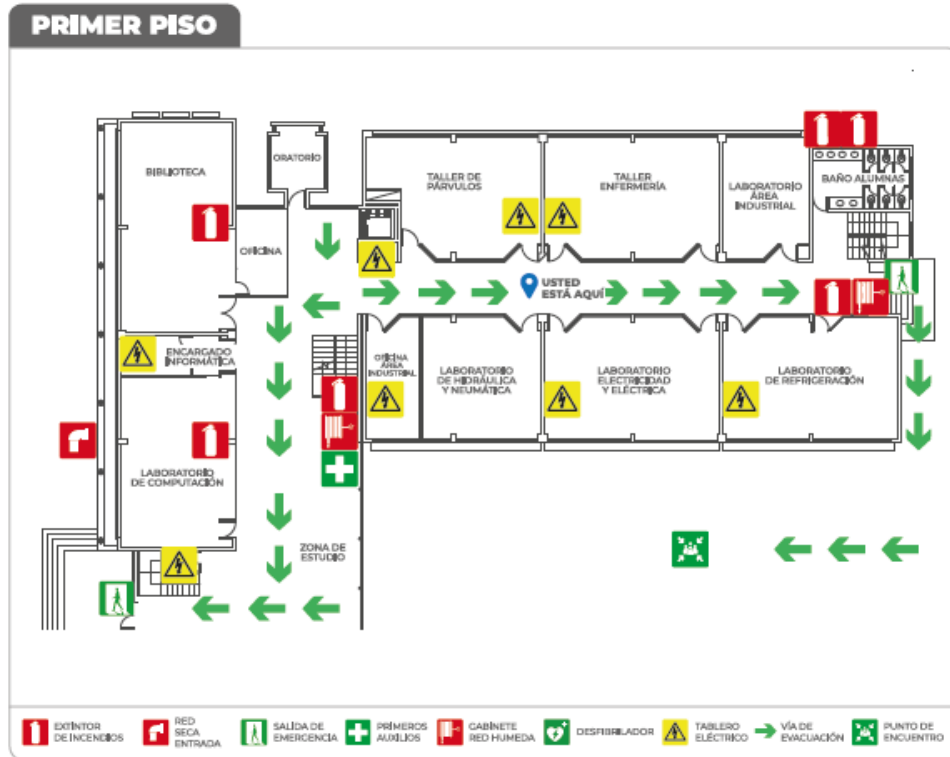 PRIMER PISO
BIBLIOTECA
ORATORIO
OFICINA
TALLER DE
PÁRVULOS
TALLER
ENFERMERÍA
LABORATORIO
ÁREA
INDUSTRIAL
BAÑO ALUMNAS
USTED
ESTÁ AQUÍ
ENCARGADO
INFORMÁTICA
OFICINA
ÁREA
INDUSTRIAL
LABORATORIO
DE HIDRÁULICA
Y NEUMÁTICA
LABORATORIO
ELECTRICIDAD
Y ELÉCTRICA
LABORATORIO
DE REFRIGERACIÓN
LABORATORIO
DE COMPUTACIÓN
ZONA DE
ESTUDIO
EXTINTOR
DE INCENDIOS
RED
SECA
ENTRADA
SALIDA DE
EMERCENCIA
PRIMEROS
AUXILIOS
GABINETE
RED HUMEDA
DESFIBRILADOR
TABLERO
ELÉCTRICO
VÍA DE
EVACUACIÓN
PUNTO DE
ENCUENTRO